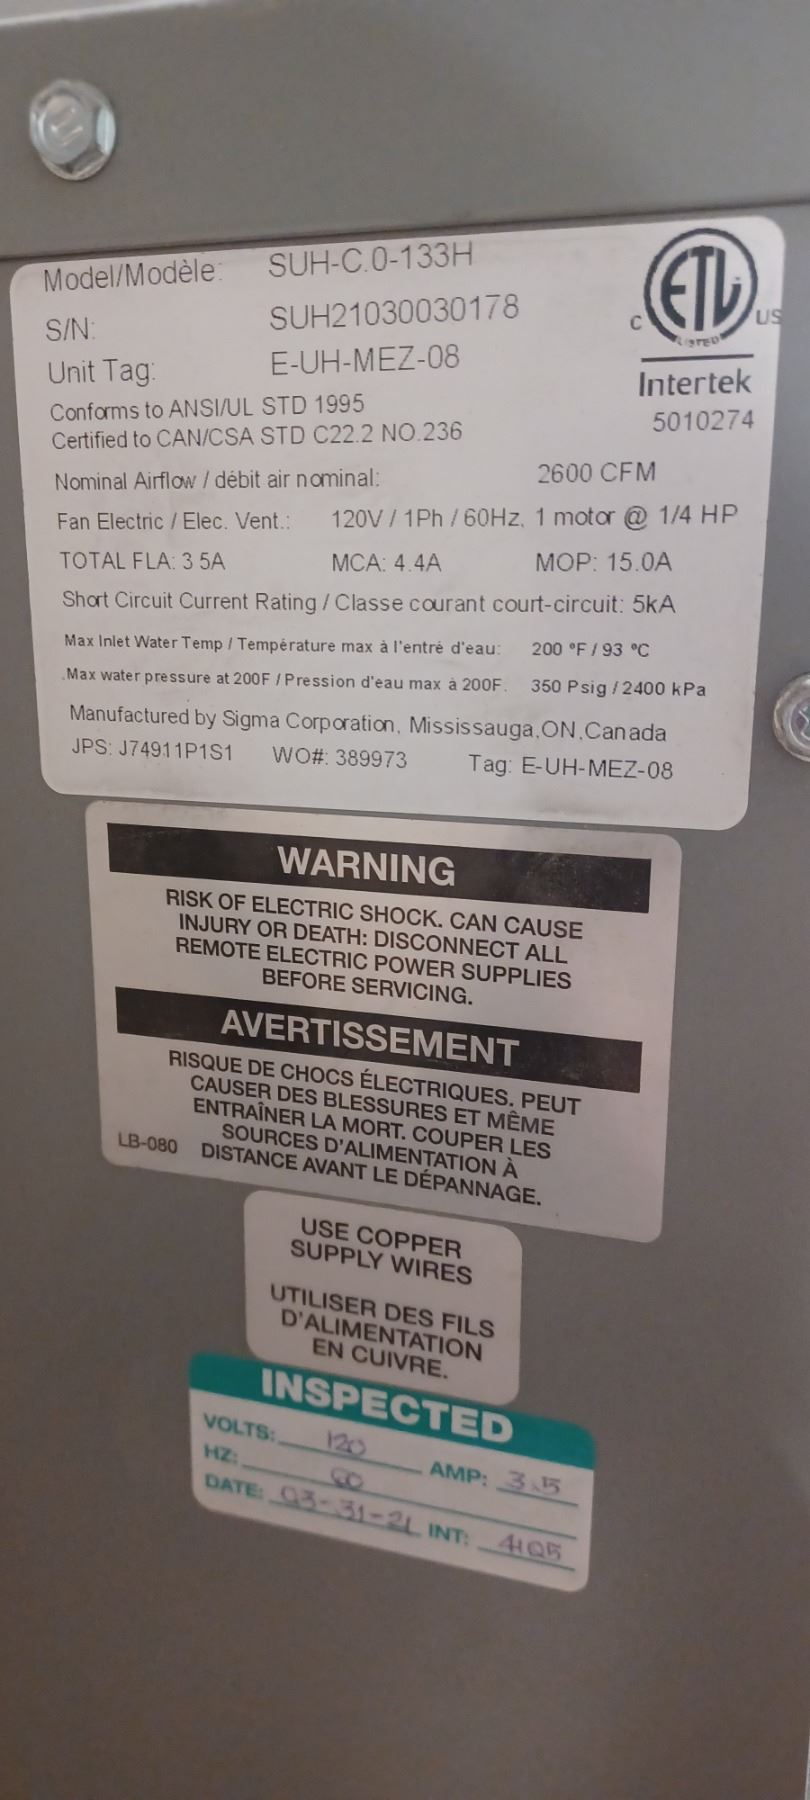 Model/Modèle: SUH-C.0-133H
S/N: SUH21030030178
Unit Tag: E-UH-MEZ-08
Conforms to ANSI/UL STD 1995
Certified to CAN/CSA STD C22.2 NO.236
C ETL US
LISTED
Intertek
5010274
Nominal Airflow / débit air nominal: 2600 CFM
Fan Electric / Elec. Vent.: 120V / 1Ph / 60Hz, 1 motor @ 1/4 HP
TOTAL FLA: 3.5A MCA: 4.4A MOP: 15.0A
Short Circuit Current Rating / Classe courant court-circuit: 5kA
Max Inlet Water Temp / Température max à l'entré d'eau: 200 °F / 93 °C
Max water pressure at 200F / Pression d'eau max à 200F: 350 Psig / 2400 kPa
Manufactured by Sigma Corporation, Mississauga,ON,Canada
JPS: J74911P1S1 WO#: 389973 Tag: E-UH-MEZ-08
WARNING
RISK OF ELECTRIC SHOCK. CAN CAUSE
INJURY OR DEATH: DISCONNECT ALL
REMOTE ELECTRIC POWER SUPPLIES
BEFORE SERVICING.
AVERTISSEMENT
RISQUE DE CHOCS ÉLECTRIQUES. PEUT
CAUSER DES BLESSURES ET MÊME
ENTRAÎNER LA MORT. COUPER LES
SOURCES D'ALIMENTATION À
LB-080 DISTANCE AVANT LE DÉPANNAGE.
USE COPPER
SUPPLY WIRES
UTILISER DES FILS
D'ALIMENTATION
EN CUIVRE.
INSPECTED
VOLTS: 120 AMP: 3.5
HZ: 60
DATE: 03-31-21 INT: 4105